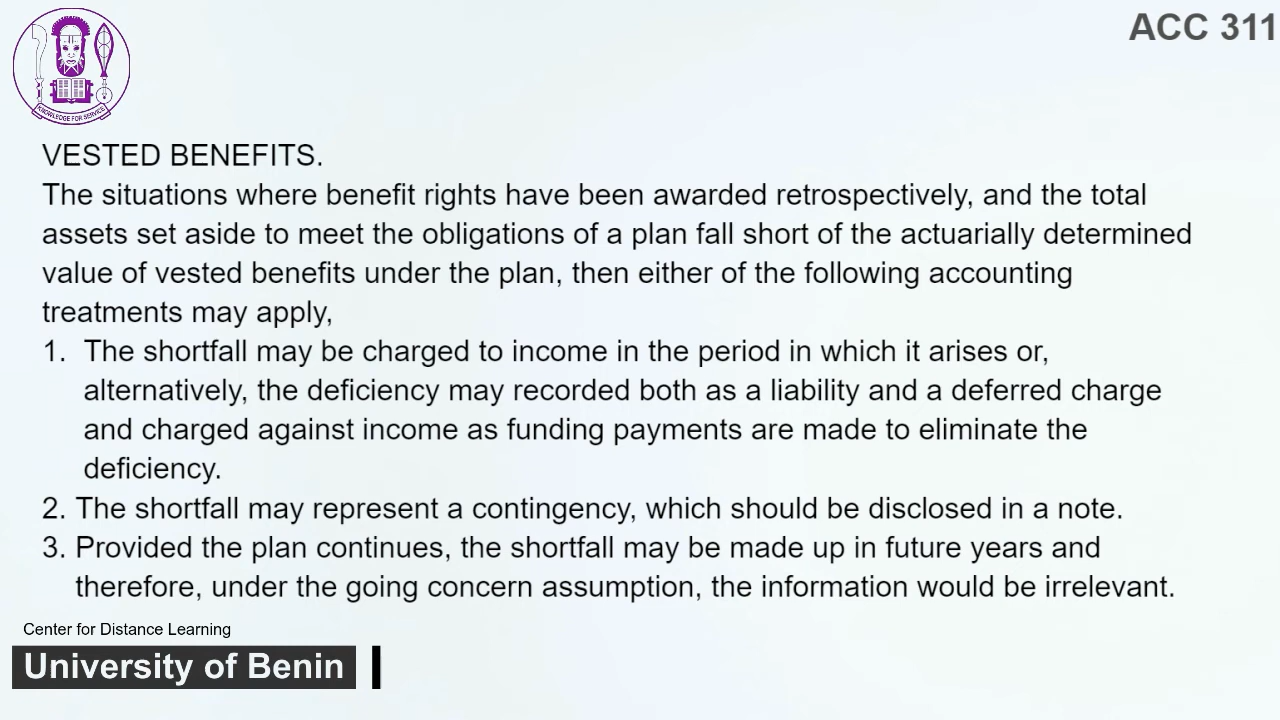 ACC 311
KNOWLEDGE FOR SERVICE
VESTED BENEFITS.
The situations where benefit rights have been awarded retrospectively, and the total
assets set aside to meet the obligations of a plan fall short of the actuarially determined
value of vested benefits under the plan, then either of the following accounting
treatments may apply,
1. The shortfall may be charged to income in the period in which it arises or,
alternatively, the deficiency may recorded both as a liability and a deferred charge
and charged against income as funding payments are made to eliminate the
deficiency.
2. The shortfall may represent a contingency, which should be disclosed in a note.
3. Provided the plan continues, the shortfall may be made up in future years and
therefore, under the going concern assumption, the information would be irrelevant.
Center for Distance Learning
University of Benin